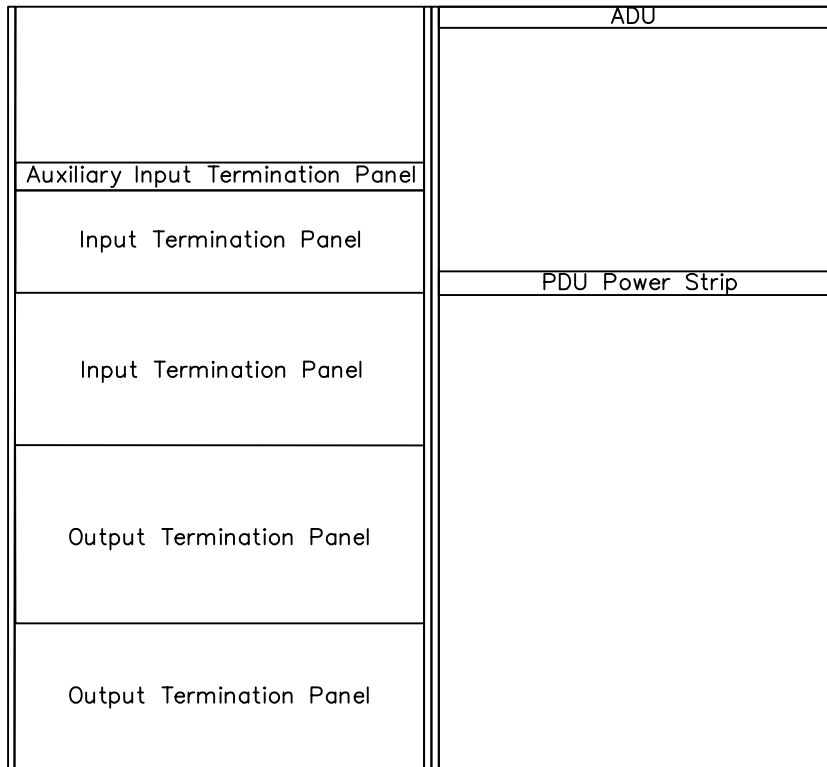 ADU
Auxiliary Input Termination Panel
Input Termination Panel
PDU Power Strip
Input Termination Panel
Output Termination Panel
Output Termination Panel